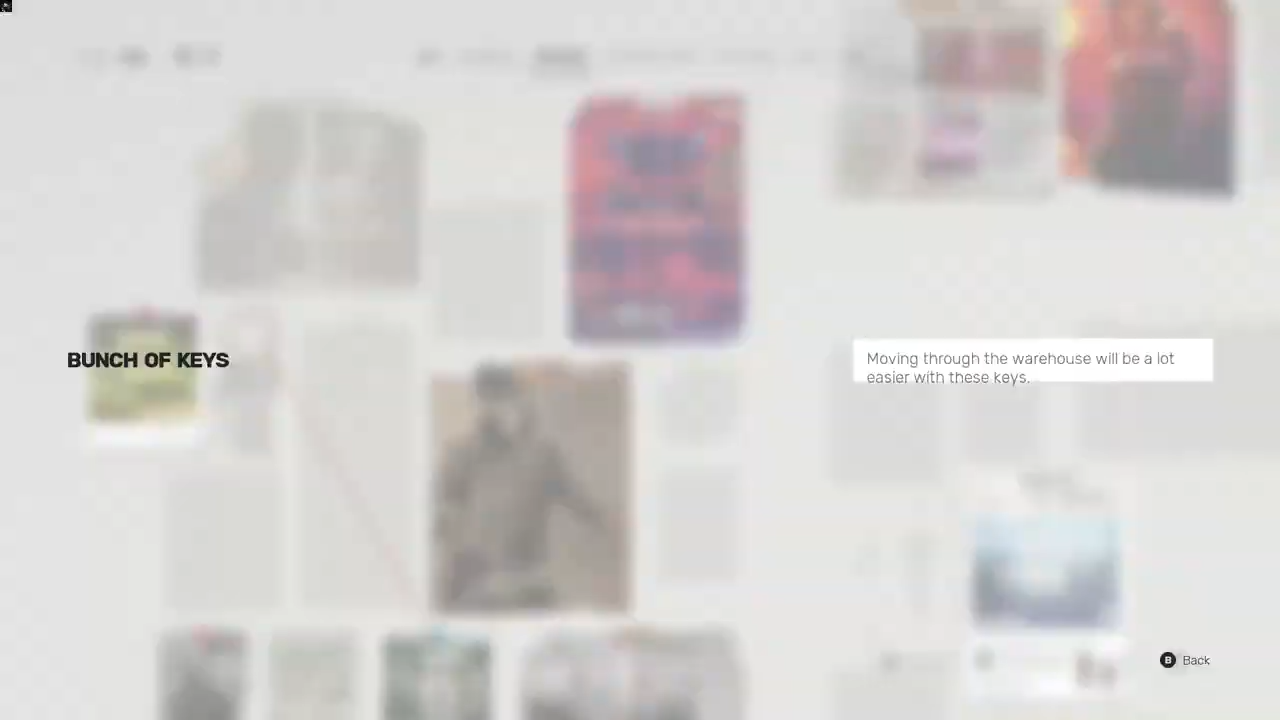 BUNCH OF KEYS
Moving through the warehouse will be a lot
easier with these keys.
B Back